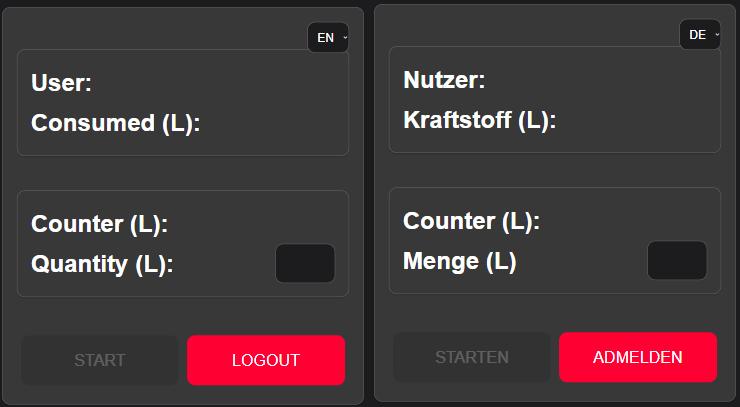 EN
User:
Consumed (L):
Counter (L):
Quantity (L):
START
LOGOUT
DE
Nutzer:
Kraftstoff (L):
Counter (L):
Menge (L)
STARTEN
ADMELDEN